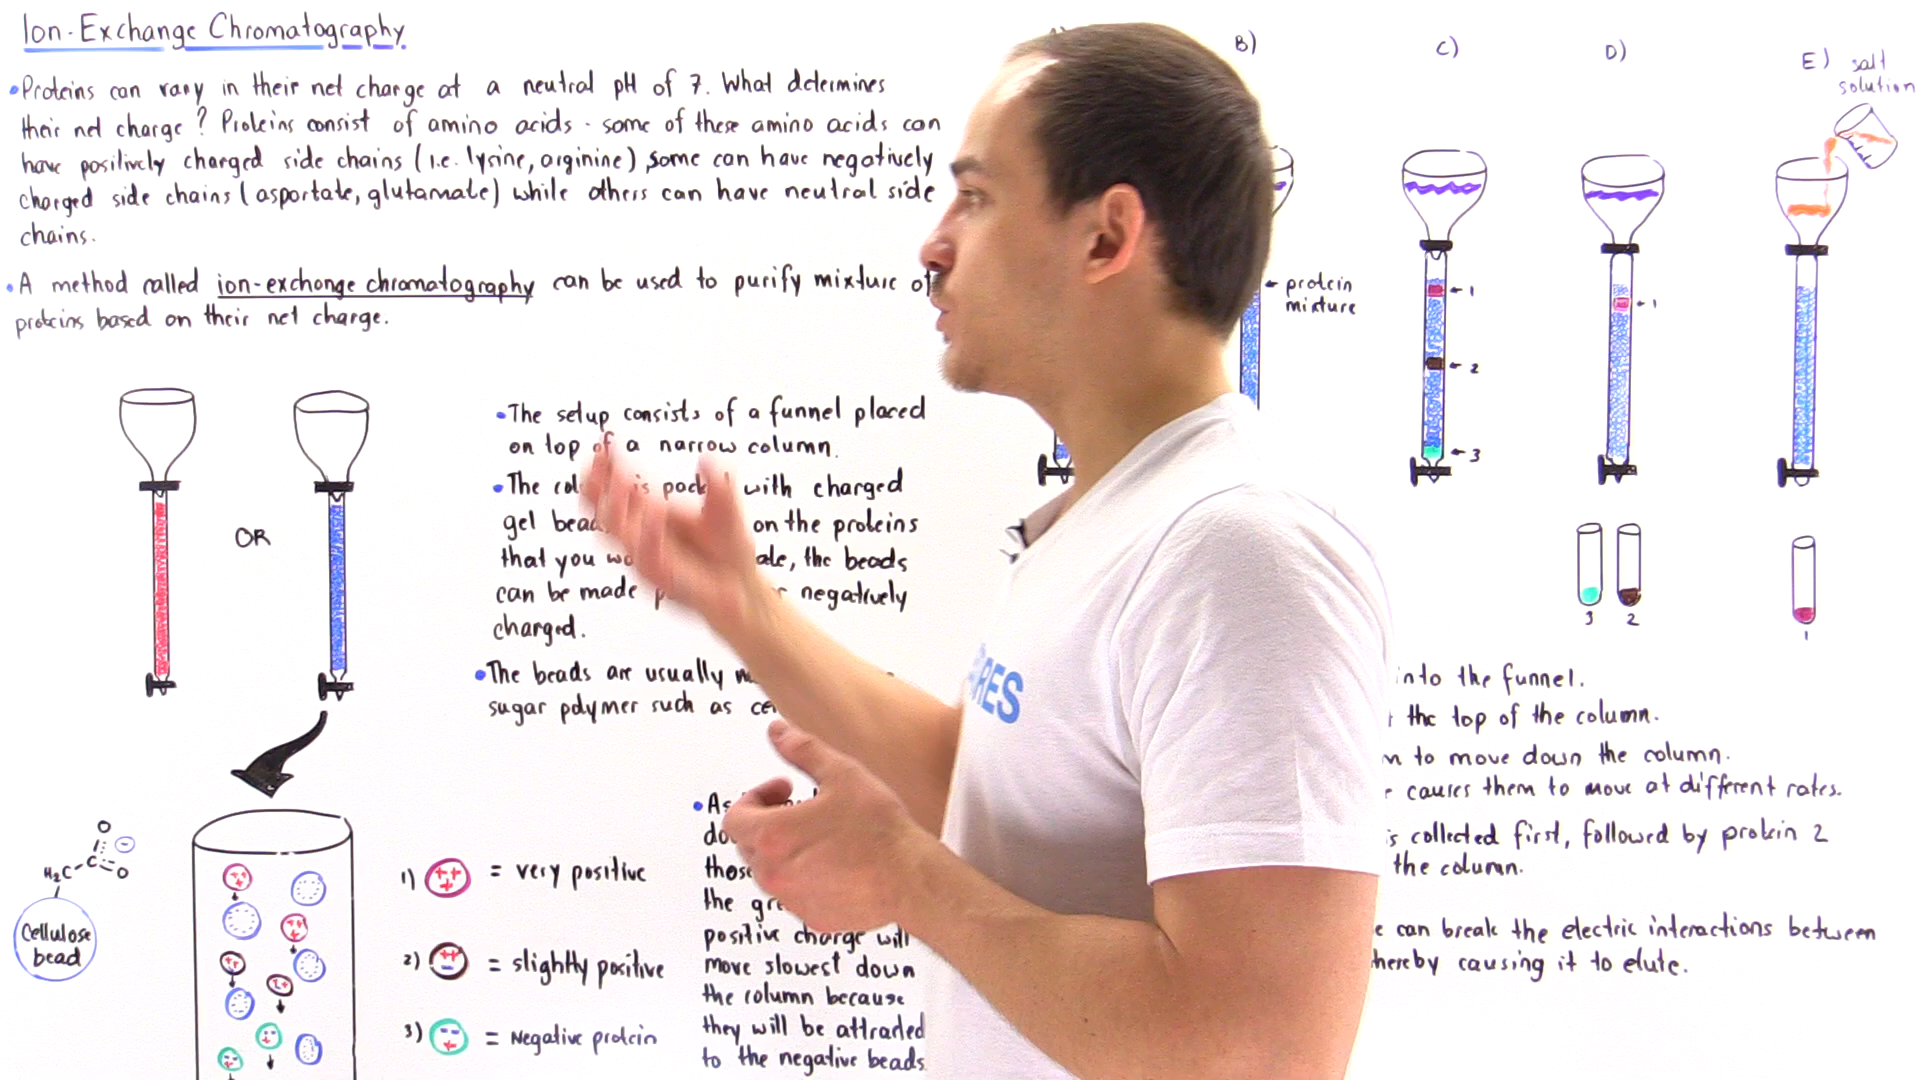 Ion-Exchange Chromatography
•Proteins can vary in their net charge at a neutral pH of 7. What determines
their net charge? Proteins consist of amino acids. some of these amino acids can
have positively charged side chains (i.e. lysine, arginine), some can have negatively
charged side chains (aspartate, glutamate) while others can have neutral side
chains.
•A method called ion-exchange chromatography can be used to purify mixture of
proteins based on their net charge.
OR
•The setup consists of a funnel placed
on top of a narrow column.
•The is with charged
gel on the proteins
that you the beads
can be made negatively
charged.
•The beads are usually
sugar polymer such as
O
C
O
H₂C
-
Cellulose
bead
1) ++ + = very positive
2) ++ - = slightly positive
3) -- + = Negative protein
•As
the
positive charge will
move slowest down
the column because
they will be attracted
to the negative beads.
B)
C)
D)
E) salt
solution
protein
mixture
1
2
3
1
3 2
1
RES
into the funnel.
the top of the column.
to move down the column.
causes them to move at different rates.
is collected first, followed by protein 2
the column.
can break the electric interactions between
causing it to elute.